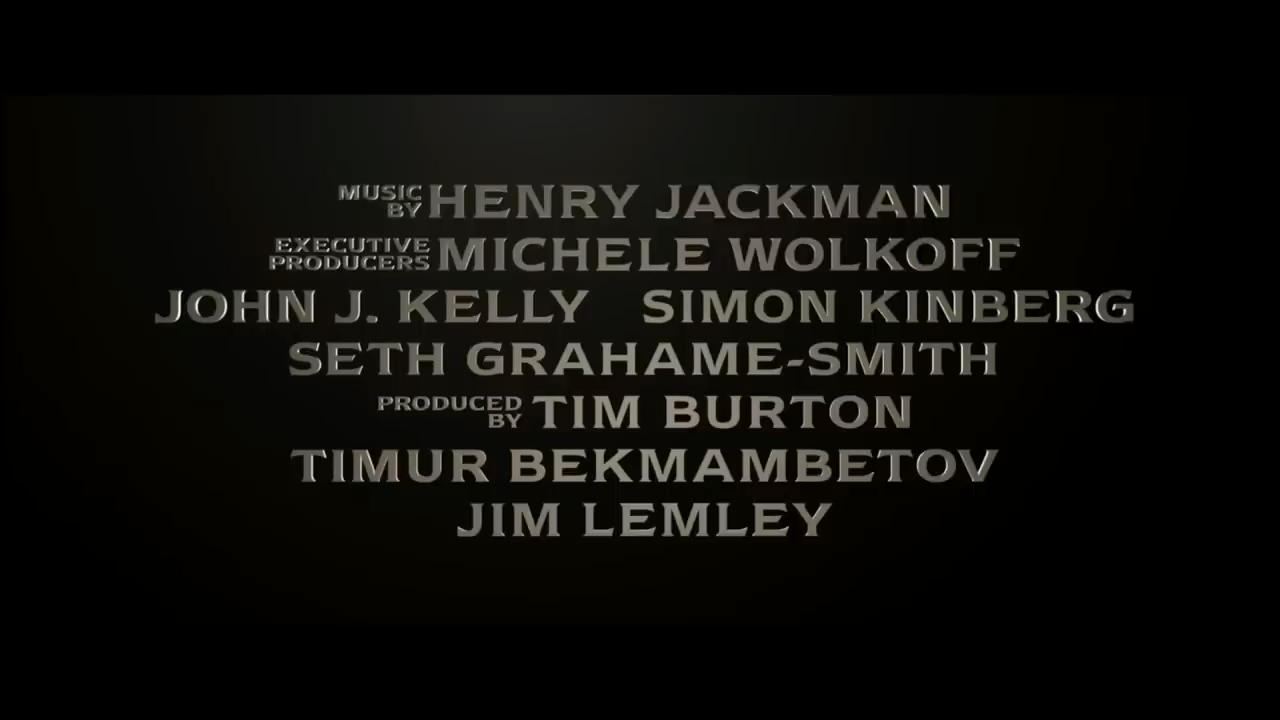 MUSIC BY HENRY JACKMAN
EXECUTIVE PRODUCERS MICHELE WOLKOFF
JOHN J. KELLY SIMON KINBERG
SETH GRAHAME-SMITH
PRODUCED BY TIM BURTON
TIMUR BEKMAMBETOV
JIM LEMLEY